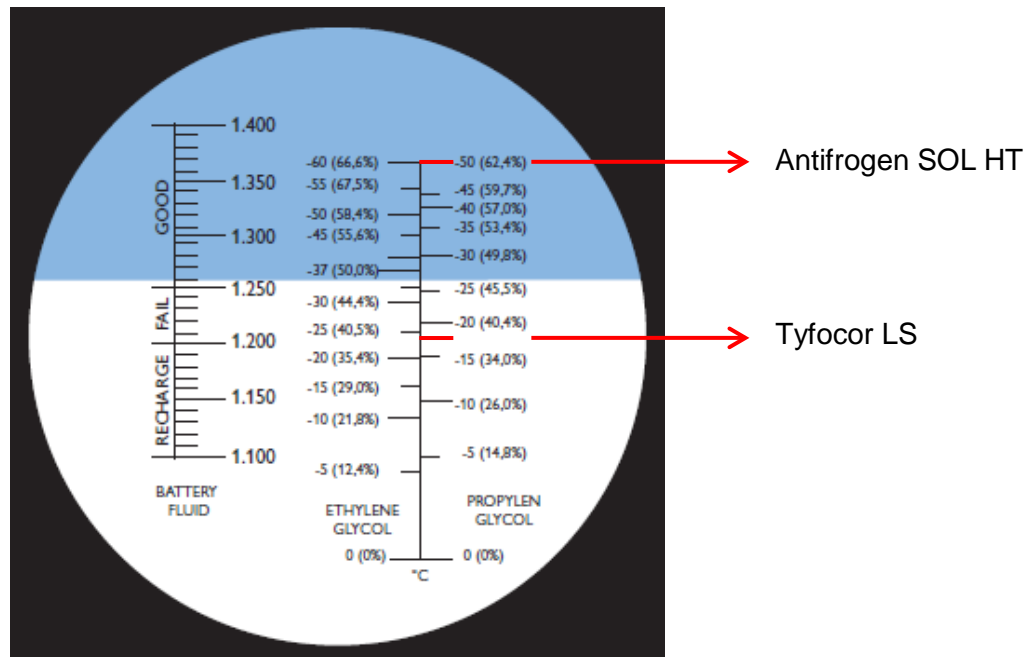 1.400
1.350
1.300
1.250
1.200
1.150
1.100
GOOD
FAIL
RECHARGE
BATTERY
FLUID
-60 (66,6%)
-55 (67,5%)
-50 (58,4%)
-45 (55,6%)
-37 (50,0%)
-30 (44,4%)
-25 (40,5%)
-20 (35,4%)
-15 (29,0%)
-10 (21,8%)
-5 (12,4%)
ETHYLENE
GLYCOL
0 (0%)
-50 (62,4%)
-45 (59,7%)
-40 (57,0%)
-35 (53,4%)
-30 (49,8%)
-25 (45,5%)
-20 (40,4%)
-15 (34,0%)
-10 (26,0%)
-5 (14,8%)
PROPYLEN
GLYCOL
0 (0%)
°C
Antifrogen SOL HT
Tyfocor LS